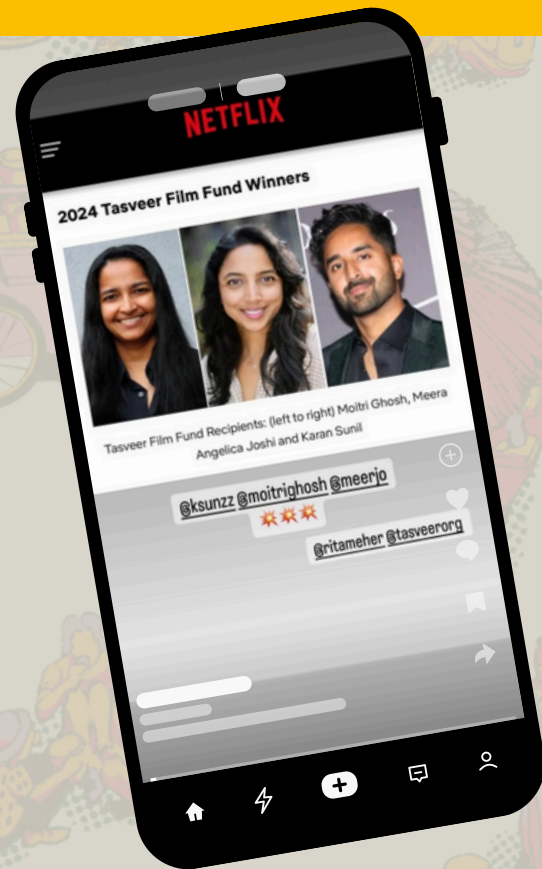 NETFLIX
2024 Tasveer Film Fund Winners
Tasveer Film Fund Recipients: (left to right) Moitri Ghosh, Meera
Angelica Joshi and Karan Sunil
@ksunzz @moitrighosh @meerjo
@ritameher @tasveerorg